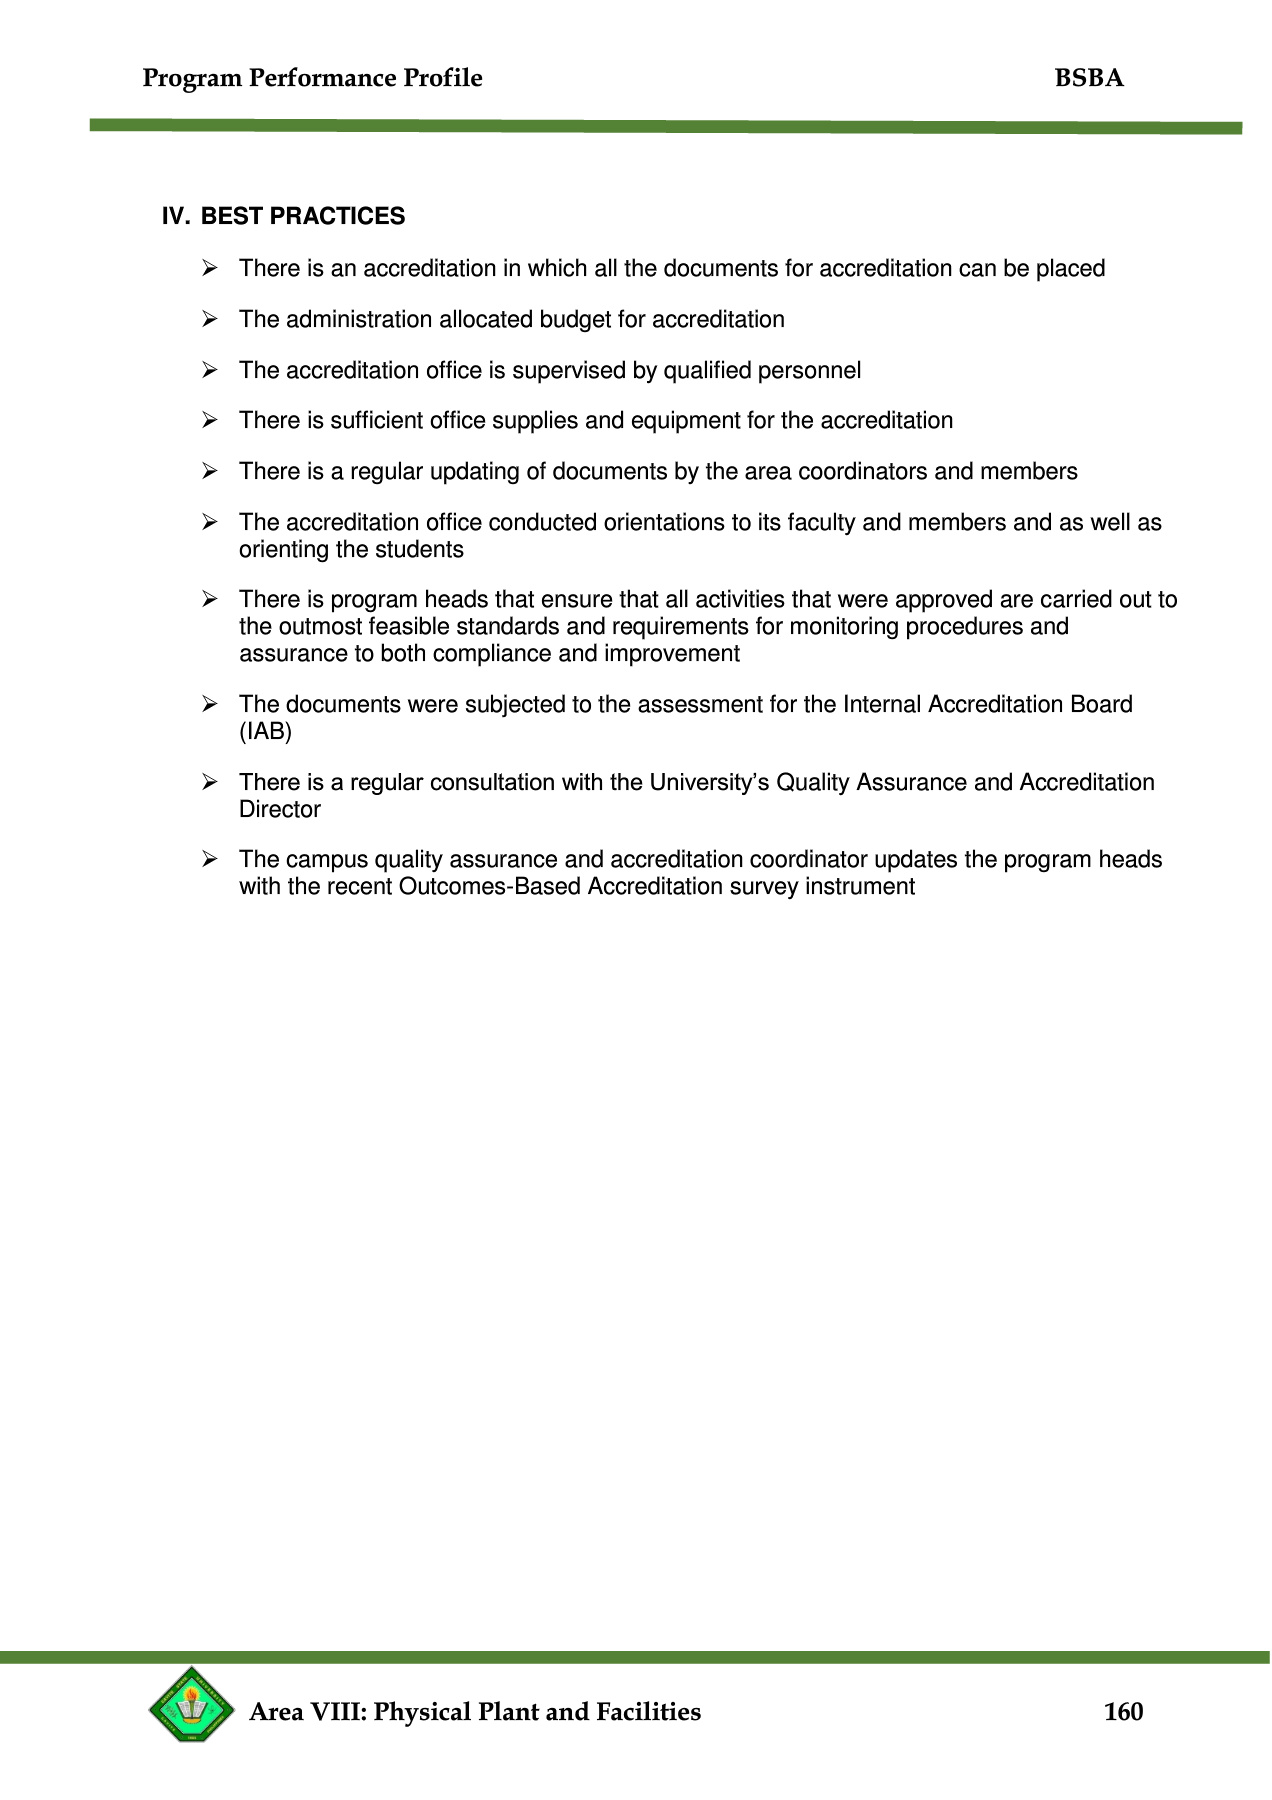 Program Performance Profile BSBA
IV. BEST PRACTICES
➢ There is an accreditation in which all the documents for accreditation can be placed
➢ The administration allocated budget for accreditation
➢ The accreditation office is supervised by qualified personnel
➢ There is sufficient office supplies and equipment for the accreditation
➢ There is a regular updating of documents by the area coordinators and members
➢ The accreditation office conducted orientations to its faculty and members and as well as
orienting the students
➢ There is program heads that ensure that all activities that were approved are carried out to
the outmost feasible standards and requirements for monitoring procedures and
assurance to both compliance and improvement
➢ The documents were subjected to the assessment for the Internal Accreditation Board
(IAB)
➢ There is a regular consultation with the University’s Quality Assurance and Accreditation
Director
➢ The campus quality assurance and accreditation coordinator updates the program heads
with the recent Outcomes-Based Accreditation survey instrument
Area VIII: Physical Plant and Facilities 160